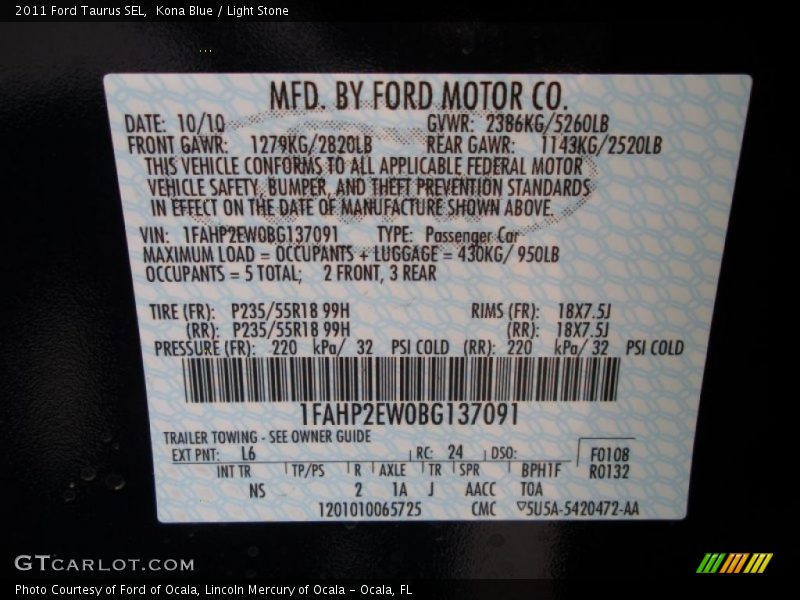 2011 Ford Taurus SEL, Kona Blue / Light Stone
MFD. BY FORD MOTOR CO.
DATE: 10/10 GVWR: 2386KG/5260LB
FRONT GAWR: 1279KG/2820LB REAR GAWR: 1143KG/2520LB
THIS VEHICLE CONFORMS TO ALL APPLICABLE FEDERAL MOTOR
VEHICLE SAFETY, BUMPER, AND THEFT PREVENTION STANDARDS
IN EFFECT ON THE DATE OF MANUFACTURE SHOWN ABOVE.
VIN: 1FAHP2EW0BG137091 TYPE: Passenger Car
MAXIMUM LOAD = OCCUPANTS + LUGGAGE = 430KG/ 950LB
OCCUPANTS = 5 TOTAL; 2 FRONT, 3 REAR
TIRE (FR): P235/55R18 99H RIMS (FR): 18X7.5J
(RR): P235/55R18 99H (RR): 18X7.5J
PRESSURE (FR): 220 kPa/ 32 PSI COLD (RR): 220 kPa/ 32 PSI COLD
1FAHP2EW0BG137091
TRAILER TOWING - SEE OWNER GUIDE
EXT PNT: L6 RC: 24 DSO: F0108
INT TR TP/PS R AXLE TR SPR BPH1F R0132
NS 2 1A J AACC TOA
1201010065725 CMC ▽5U5A-5420472-AA
GTCARLOT.COM
Photo Courtesy of Ford of Ocala, Lincoln Mercury of Ocala - Ocala, FL